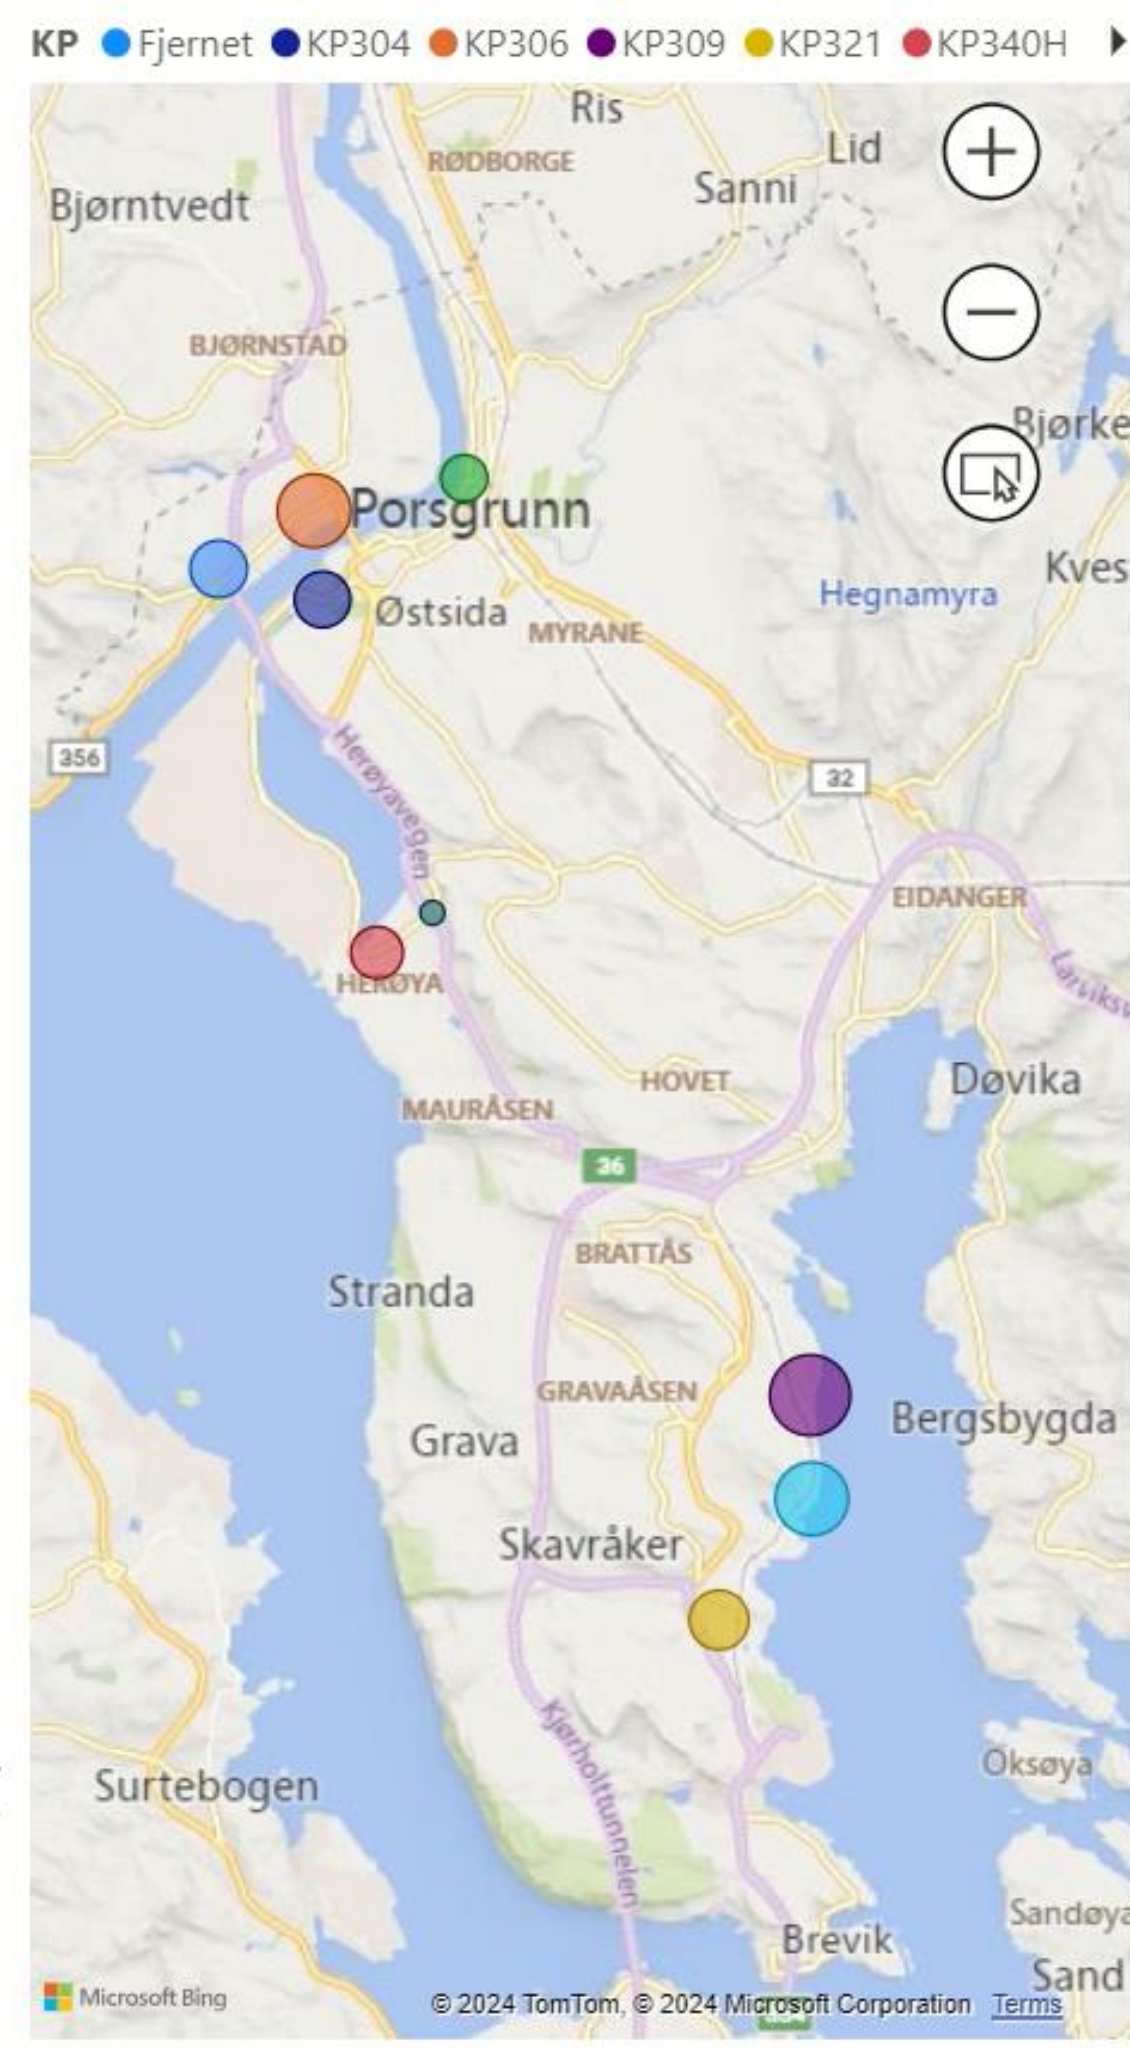 KP Fjernet KP304 KP306 KP309 KP321 KP340H
Ris
RØDBORGE
Lid
Sanni
Bjørntvedt
BJØRNSTAD
Bjørke
Porsgrunn
Kves
Hegnamyra
Østsida
MYRANE
356
32
Herøyavegen
EIDANGER
Larviksv
HERØYA
HOVET
Døvika
MAURÅSEN
36
BRATTÅS
Stranda
GRAVAÅSEN
Bergsbygda
Grava
Skavråker
Kjørholttunnelen
Oksøya
Surtebogen
Sandøya
Brevik
Sand
Microsoft Bing
© 2024 TomTom, © 2024 Microsoft Corporation Terms